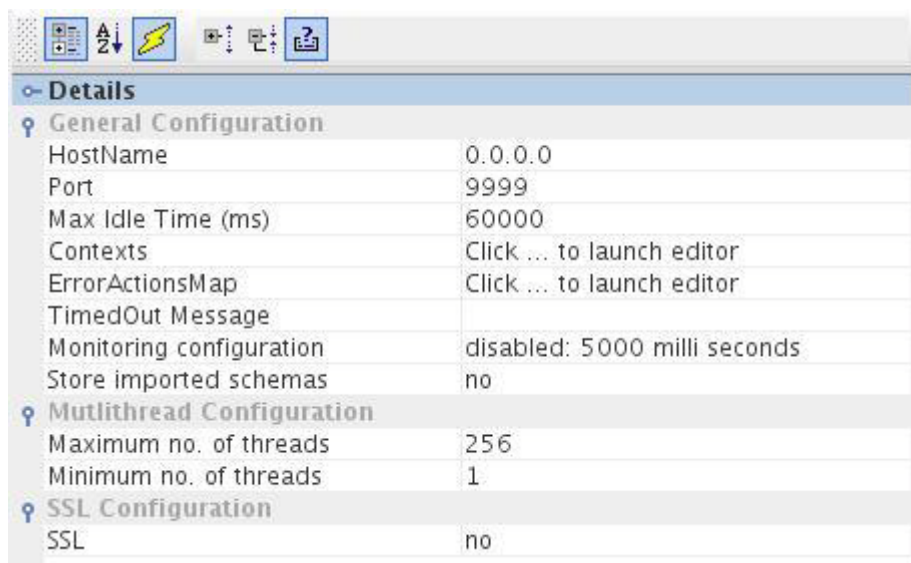 Details
General Configuration
HostName 0.0.0.0
Port 9999
Max Idle Time (ms) 60000
Contexts Click ... to launch editor
ErrorActionsMap Click ... to launch editor
TimedOut Message
Monitoring configuration disabled: 5000 milli seconds
Store imported schemas no
Mutlithread Configuration
Maximum no. of threads 256
Minimum no. of threads 1
SSL Configuration
SSL no